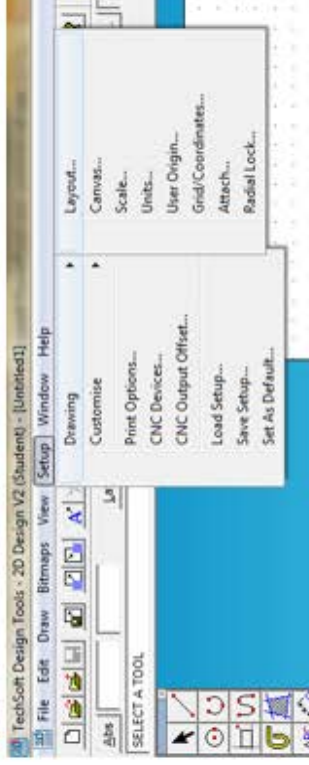 TechSoft Design Tools - 2D Design V2 (Student) - [Untitled1]
File Edit Draw Bitmaps View Setup Window Help
Abs
La
SELECT A TOOL
ABC
Drawing
Customise
Print Options...
CNC Devices...
CNC Output Offset...
Load Setup...
Save Setup...
Set As Default...
Layout...
Canvas...
Scale...
Units...
User Origin...
Grid/Coordinates...
Attach...
Radial Lock...